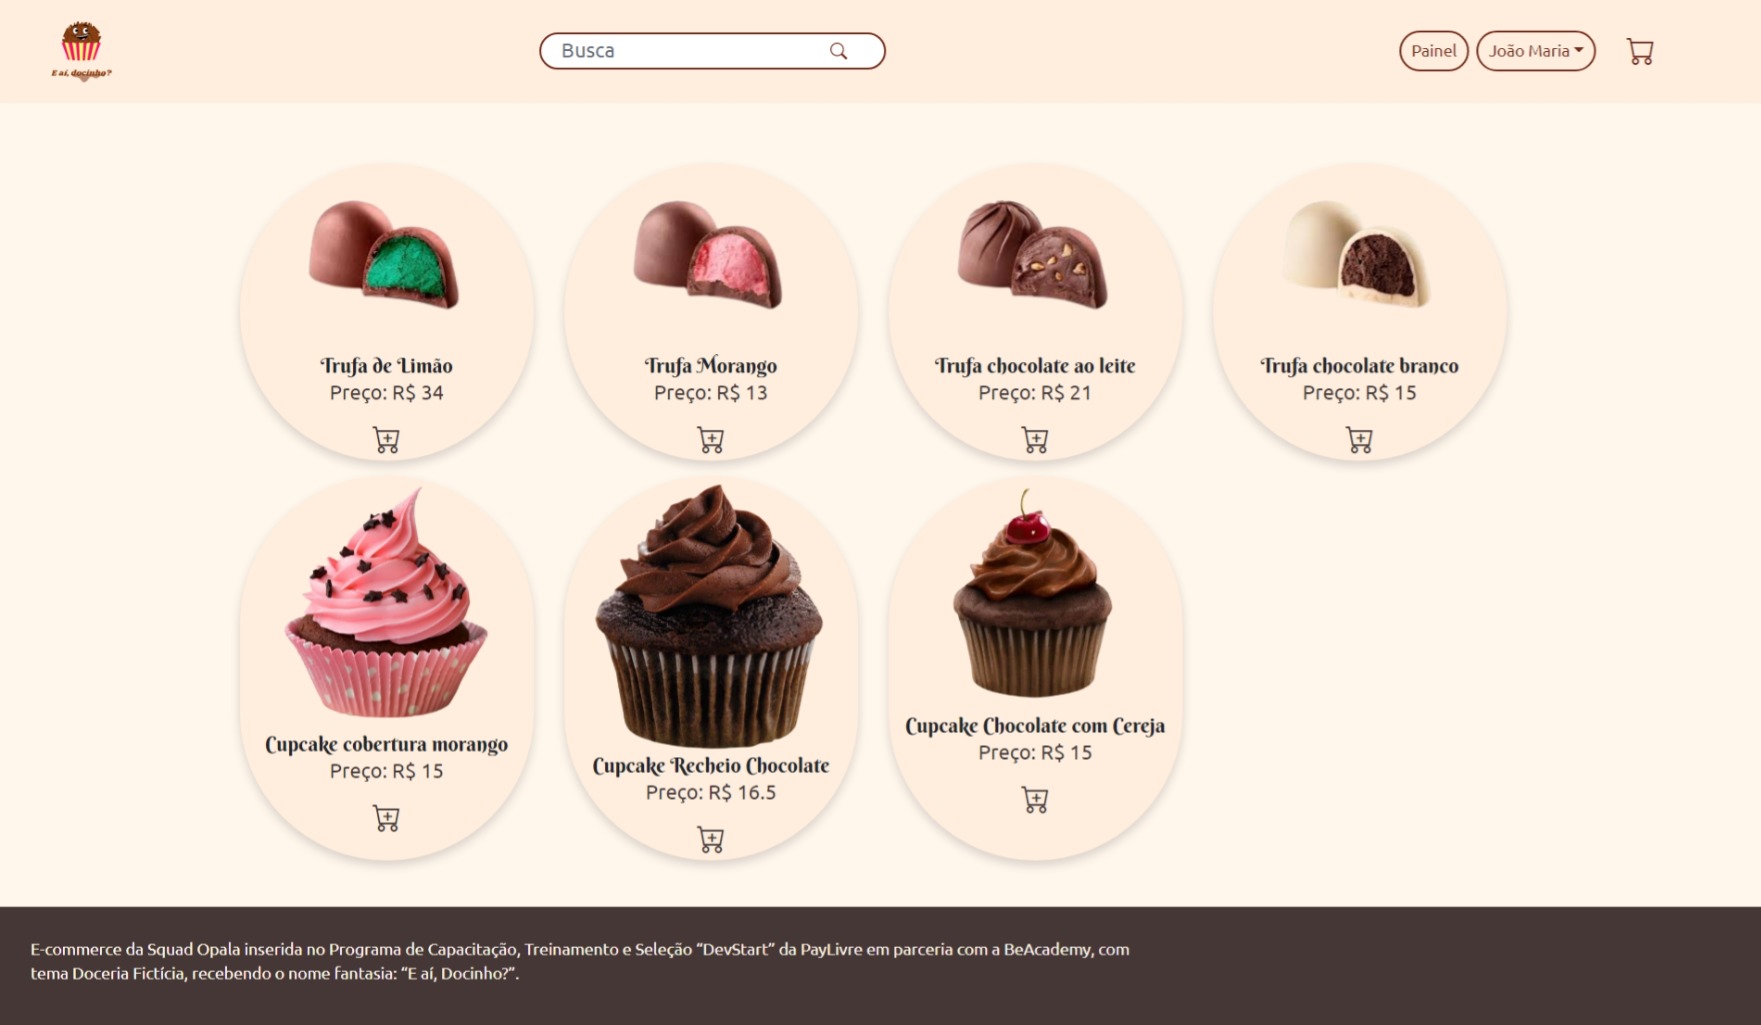 E aí, docinho?
Busca
Painel
João Maria
Trufa de Limão
Preço: R$ 34
Trufa Morango
Preço: R$ 13
Trufa chocolate ao leite
Preço: R$ 21
Trufa chocolate branco
Preço: R$ 15
Cupcake cobertura morango
Preço: R$ 15
Cupcake Recheio Chocolate
Preço: R$ 16.5
Cupcake Chocolate com Cereja
Preço: R$ 15
E-commerce da Squad Opala inserida no Programa de Capacitação, Treinamento e Seleção “DevStart” da PayLivre em parceria com a BeAcademy, com
tema Doceria Fictícia, recebendo o nome fantasia: “E aí, Docinho?”.